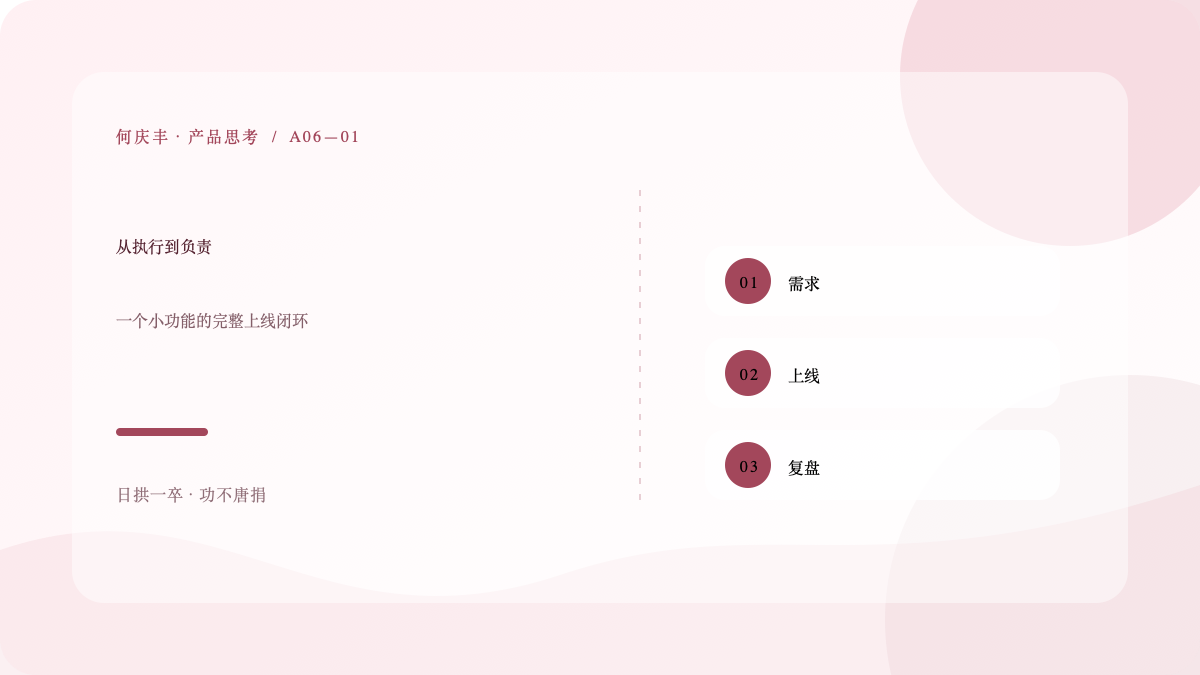 何庆丰 · 产品思考 / A06—01
从执行到负责
一个小功能的完整上线闭环
日拱一卒 · 功不唐捐
01 需求
02 上线
03 复盘